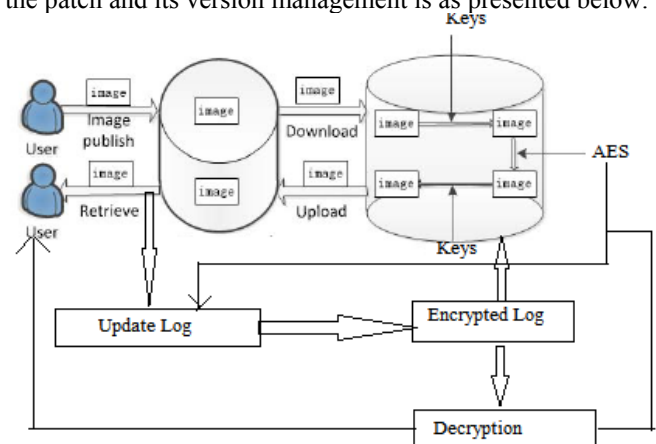 the patch and its version management is as presented below.
Keys
image
image
image
Image
publish
Download
image
image
User
AES
image
image
image
image
image
Retrieve
Upload
User
Keys
Update Log
Encrypted Log
Decryption